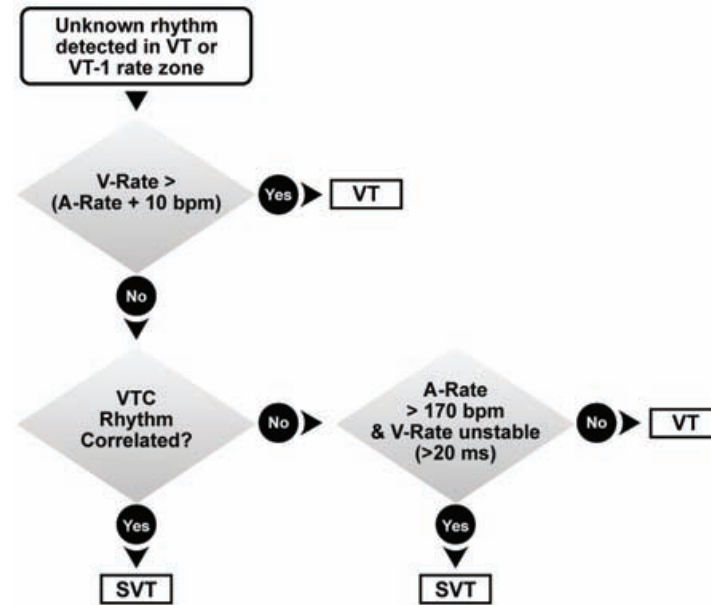 Unknown rhythm
detected in VT or
VT-1 rate zone
V-Rate >
(A-Rate + 10 bpm)
Yes
VT
No
VTC
Rhythm
Correlated?
No
A-Rate
> 170 bpm
& V-Rate unstable
(>20 ms)
No
VT
Yes
SVT
Yes
SVT